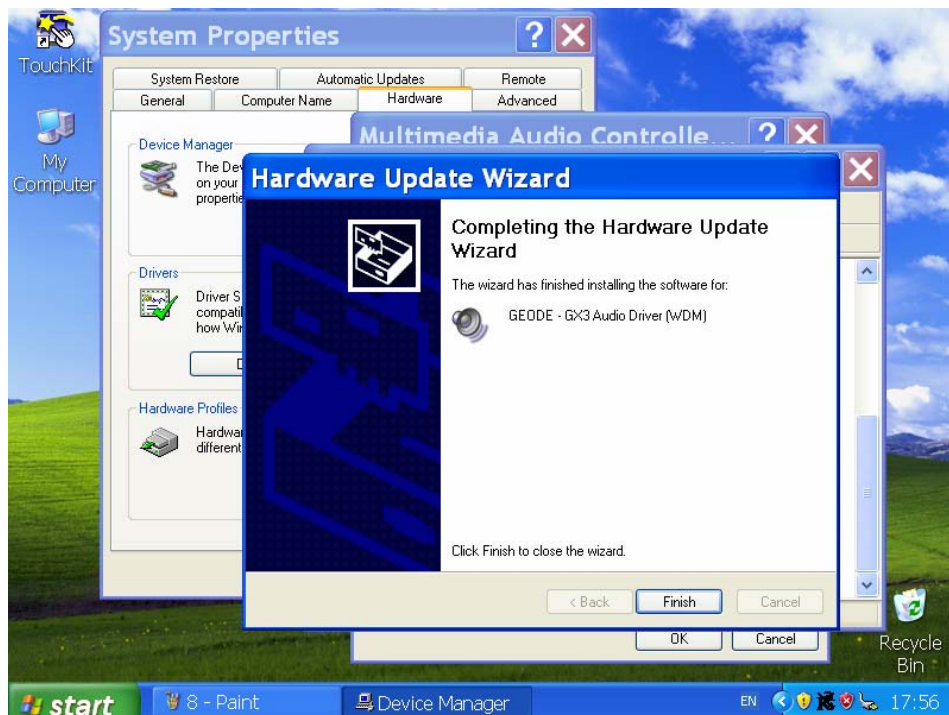 TouchKit
My
Computer
System Properties
System Restore
Automatic Updates
Remote
General
Computer Name
Hardware
Advanced
Device Manager
The Dev
on your
propertie
Drivers
Driver S
compatil
how Win
Hardware Profiles
Hardwar
different
Multimedia Audio Controlle...
Hardware Update Wizard
Completing the Hardware Update
Wizard
The wizard has finished installing the software for:
GEODE - GX3 Audio Driver (WDM)
Click Finish to close the wizard.
< Back
Finish
Cancel
OK
Cancel
Recycle
Bin
start
8 - Paint
Device Manager
EN
17:56